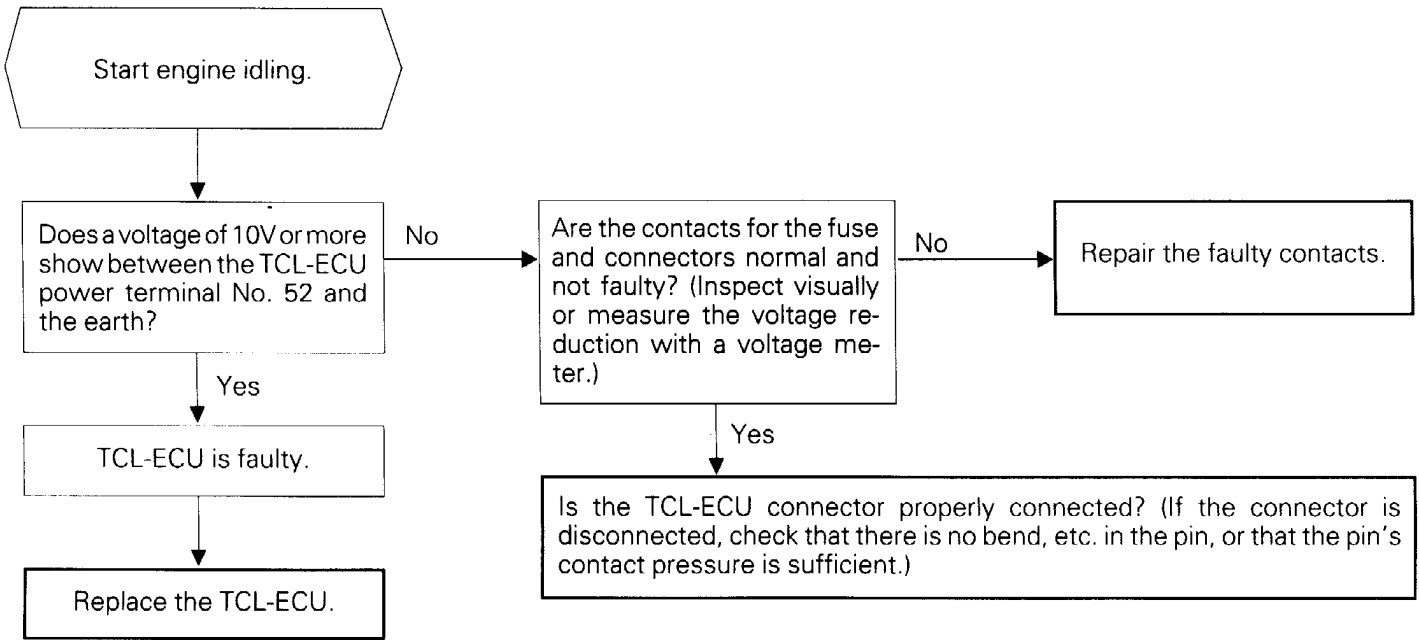 Start engine idling.
Does a voltage of 10V or more
show between the TCL-ECU
power terminal No. 52 and
the earth?
No
Are the contacts for the fuse
and connectors normal and
not faulty? (Inspect visually
or measure the voltage re-
duction with a voltage me-
ter.)
No
Repair the faulty contacts.
Yes
TCL-ECU is faulty.
Replace the TCL-ECU.
Yes
Is the TCL-ECU connector properly connected? (If the connector is
disconnected, check that there is no bend, etc. in the pin, or that the pin's
contact pressure is sufficient.)